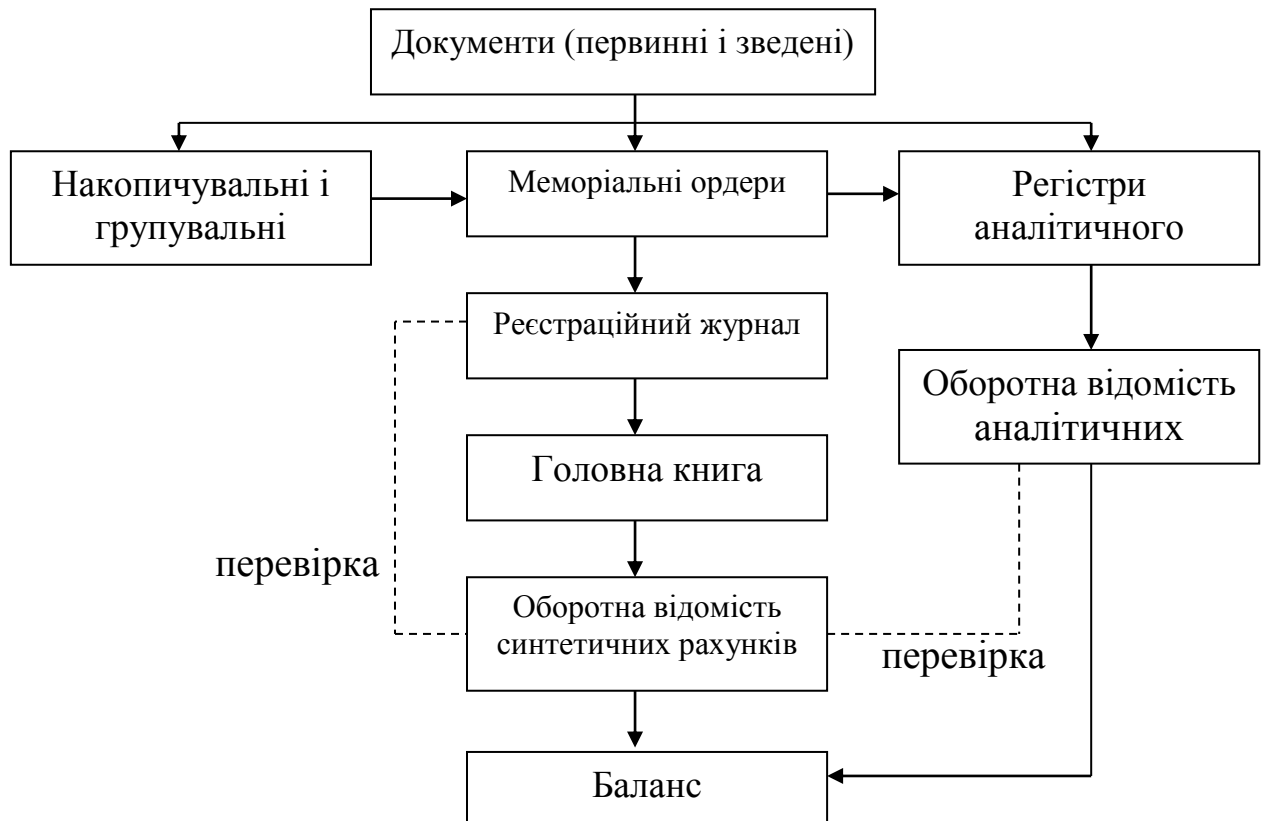 Документи (первинні і зведені)
Накопичувальні і
групувальні
Меморіальні ордери
Регістри
аналітичного
Реєстраційний журнал
Оборотна відомість
аналітичних
Головна книга
перевірка
Оборотна відомість
синтетичних рахунків
перевірка
Баланс